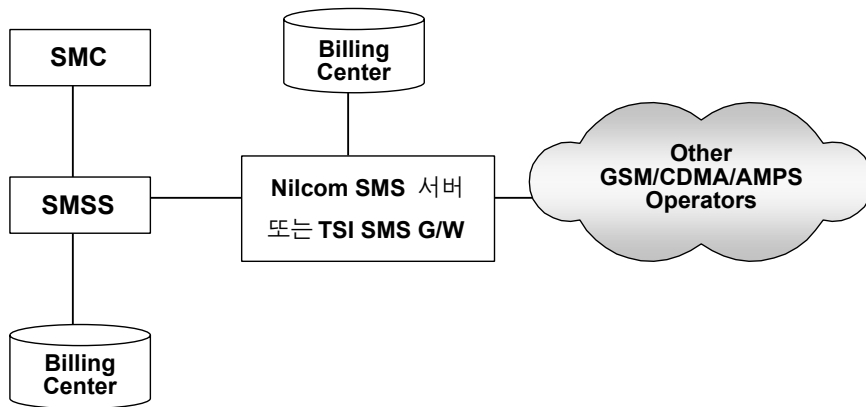 SMC
Billing
Center
Other
GSM/CDMA/AMPS
Operators
SMSS
Nilcom SMS 서버
또는 TSI SMS G/W
Billing
Center